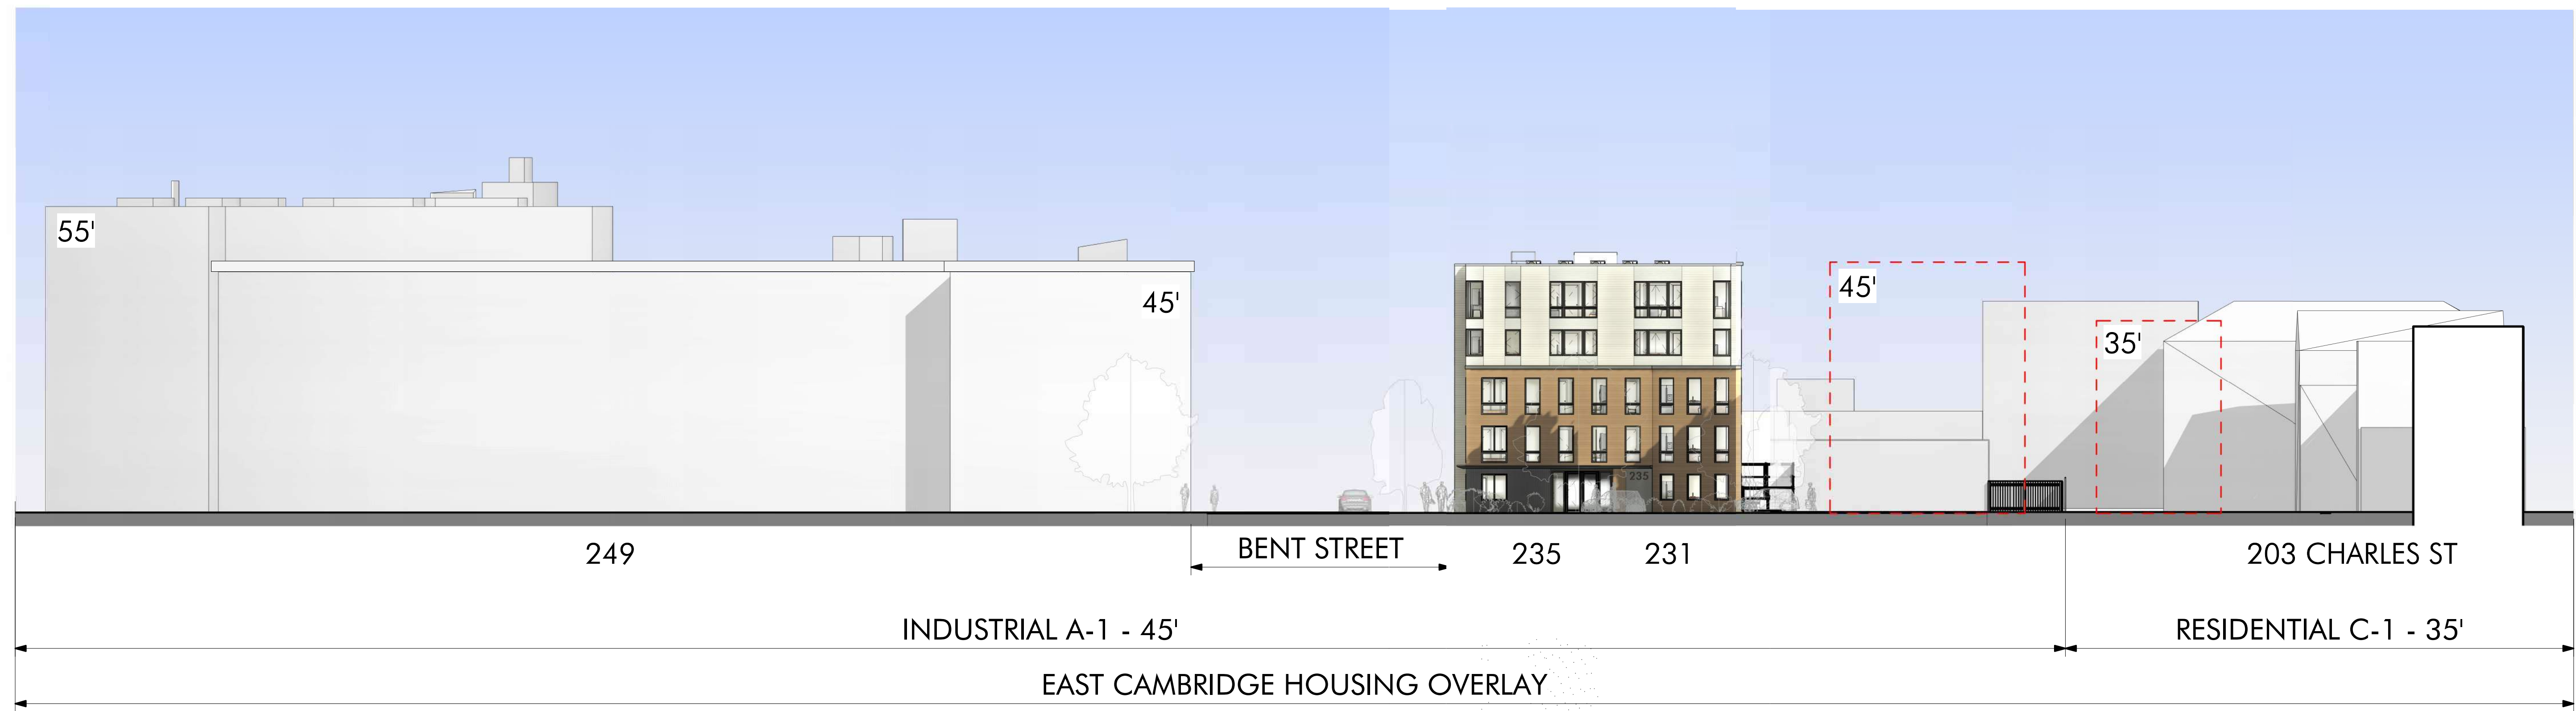 55'
45'
45'
35'
235
249
BENT STREET
235
231
203 CHARLES ST
INDUSTRIAL A-1 - 45'
RESIDENTIAL C-1 - 35'
EAST CAMBRIDGE HOUSING OVERLAY